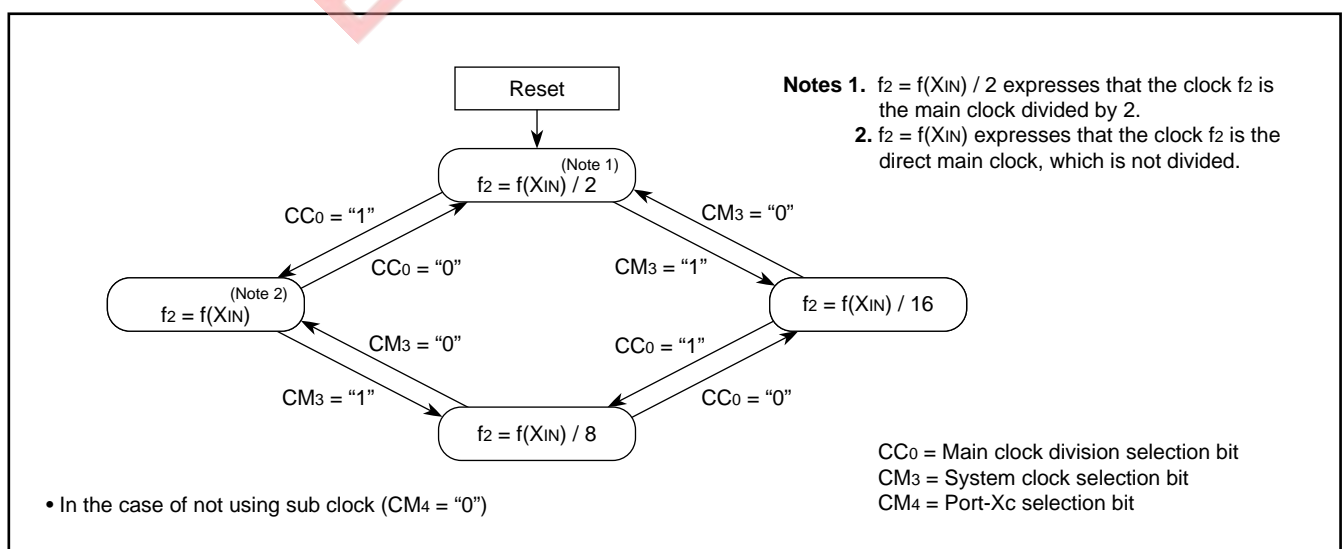 Reset
Notes 1. f2 = f(XIN) / 2 expresses that the clock f2 is
the main clock divided by 2.
2. f2 = f(XIN) expresses that the clock f2 is the
direct main clock, which is not divided.
(Note 1)
f2 = f(XIN) / 2
CC0 = “1”
CM3 = “0”
CC0 = “0”
CM3 = “1”
(Note 2)
f2 = f(XIN)
f2 = f(XIN) / 16
CM3 = “0”
CC0 = “1”
CM3 = “1”
CC0 = “0”
f2 = f(XIN) / 8
CC0 = Main clock division selection bit
CM3 = System clock selection bit
CM4 = Port-Xc selection bit
• In the case of not using sub clock (CM4 = “0”)